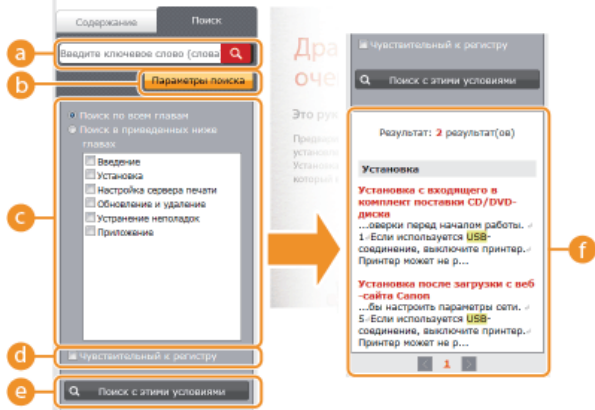 Содержание Поиск
a
Введите ключевое слово (слова
b
Параметры поиска
Поиск по всем главам
Поиск в приведенных ниже
главах
c
Введение
Установка
Настройка сервера печати
Обновление и удаление
Устранение неполадок
Приложение
d
Чувствительный к регистру
e
Поиск с этими условиями
Дра
оче
Это рук
Чувствительный к регистру
Поиск с этими условиями
Результат: 2 результат(ов)
Установка
Установка с входящего в
комплект поставки CD/DVD-
диска
...оверки перед началом работы.
1 Если используется USB-
соединение, выключите принтер.
Принтер может не р...
f
Установка после загрузки с веб
-сайта Canon
...бы настроить параметры сети.
5 Если используется USB-
соединение, выключите принтер.
Принтер может не р...
1